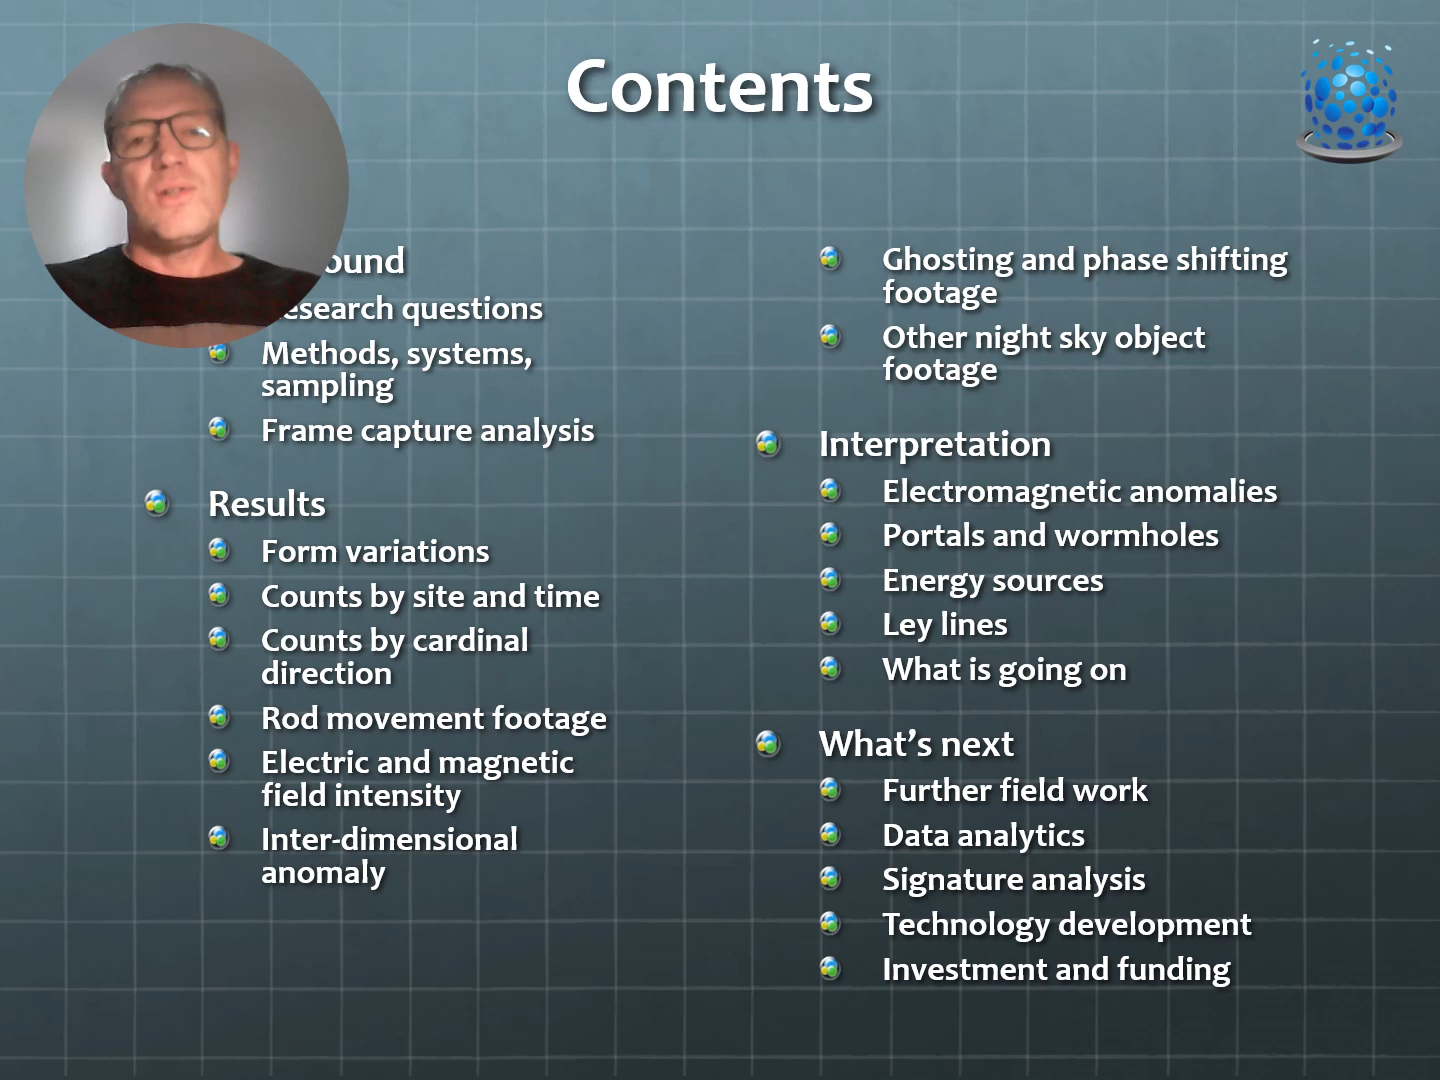 Contents
ound
esearch questions
Methods, systems,
sampling
Frame capture analysis
Results
Form variations
Counts by site and time
Counts by cardinal
direction
Rod movement footage
Electric and magnetic
field intensity
Inter-dimensional
anomaly
Ghosting and phase shifting
footage
Other night sky object
footage
Interpretation
Electromagnetic anomalies
Portals and wormholes
Energy sources
Ley lines
What is going on
What’s next
Further field work
Data analytics
Signature analysis
Technology development
Investment and funding